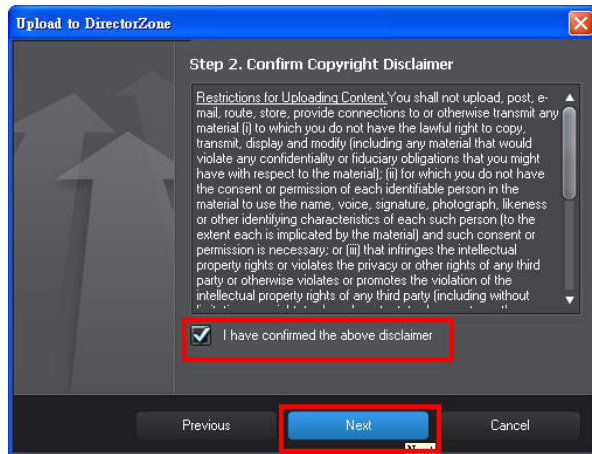 Upload to DirectorZone
Step 2. Confirm Copyright Disclaimer
Restrictions for Uploading Content.You shall not upload, post, e-
mail, route, store, provide connections to or otherwise transmit any
material (i) to which you do not have the lawful right to copy,
transmit, display and modify (including any material that would
violate any confidentiality or fiduciary obligations that you might
have with respect to the material); (ii) for which you do not have
the consent or permission of each identifiable person in the
material to use the name, voice, signature, photograph, likeness
or other identifying characteristics of each such person (to the
extent each is implicated by the material) and such consent or
permission is necessary; or (iii) that infringes the intellectual
property rights or violates the privacy or other rights of any third
party or otherwise violates or promotes the violation of the
intellectual property rights of any third party (including without
I have confirmed the above disclaimer
Previous
Next
Cancel